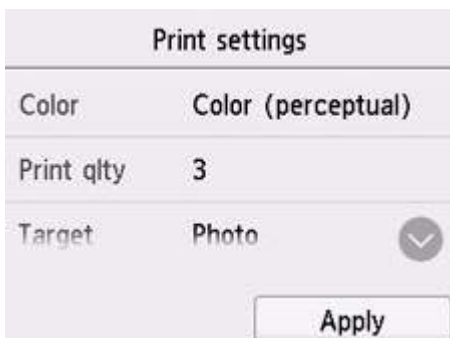 Print settings
Color Color (perceptual)
Print qlty 3
Target Photo
Apply